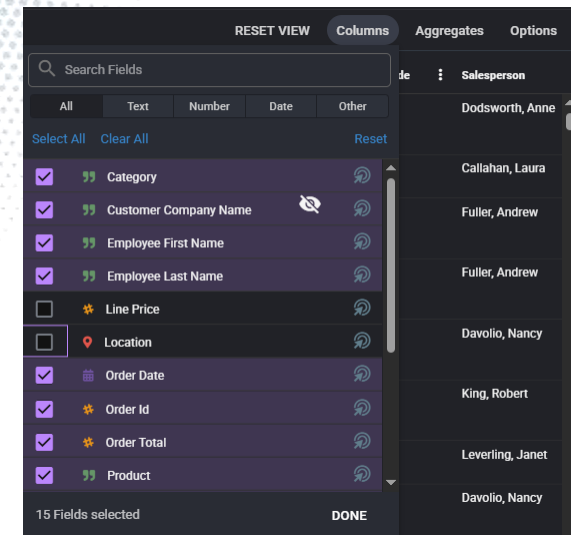 RESET VIEW Columns Aggregates Options
Search Fields
de Salesperson
All Text Number Date Other
Select All Clear All Reset
Category
Customer Company Name
Employee First Name
Employee Last Name
Line Price
Location
Order Date
Order Id
Order Total
Product
15 Fields selected DONE
Dodsworth, Anne
Callahan, Laura
Fuller, Andrew
Fuller, Andrew
Davolio, Nancy
King, Robert
Leverling, Janet
Davolio, Nancy